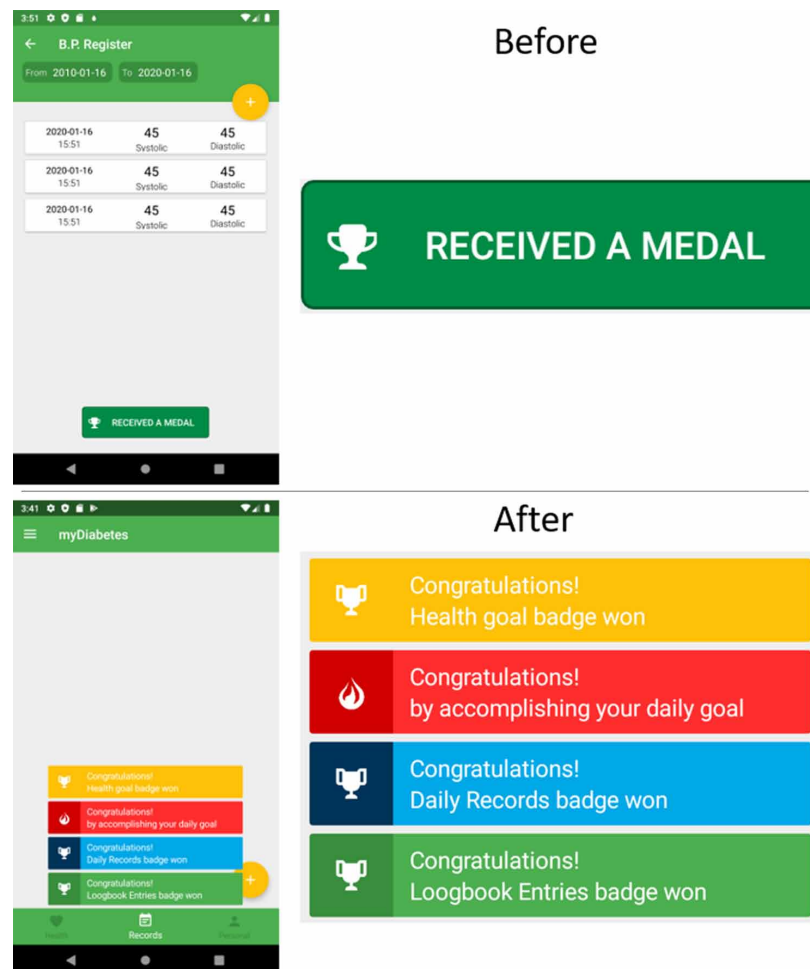 3:51
B.P. Register
From 2010-01-16 To 2020-01-16
+
2020-01-16 45 45
15:51 Systolic Diastolic
2020-01-16 45 45
15:51 Systolic Diastolic
2020-01-16 45 45
15:51 Systolic Diastolic
RECEIVED A MEDAL
Before
RECEIVED A MEDAL
3:41
myDiabetes
Congratulations!
Health goal badge won
Congratulations!
by accomplishing your daily goal
Congratulations!
Daily Records badge won
Congratulations!
Loogbook Entries badge won
+
Health Records Personal
After
Congratulations!
Health goal badge won
Congratulations!
by accomplishing your daily goal
Congratulations!
Daily Records badge won
Congratulations!
Loogbook Entries badge won